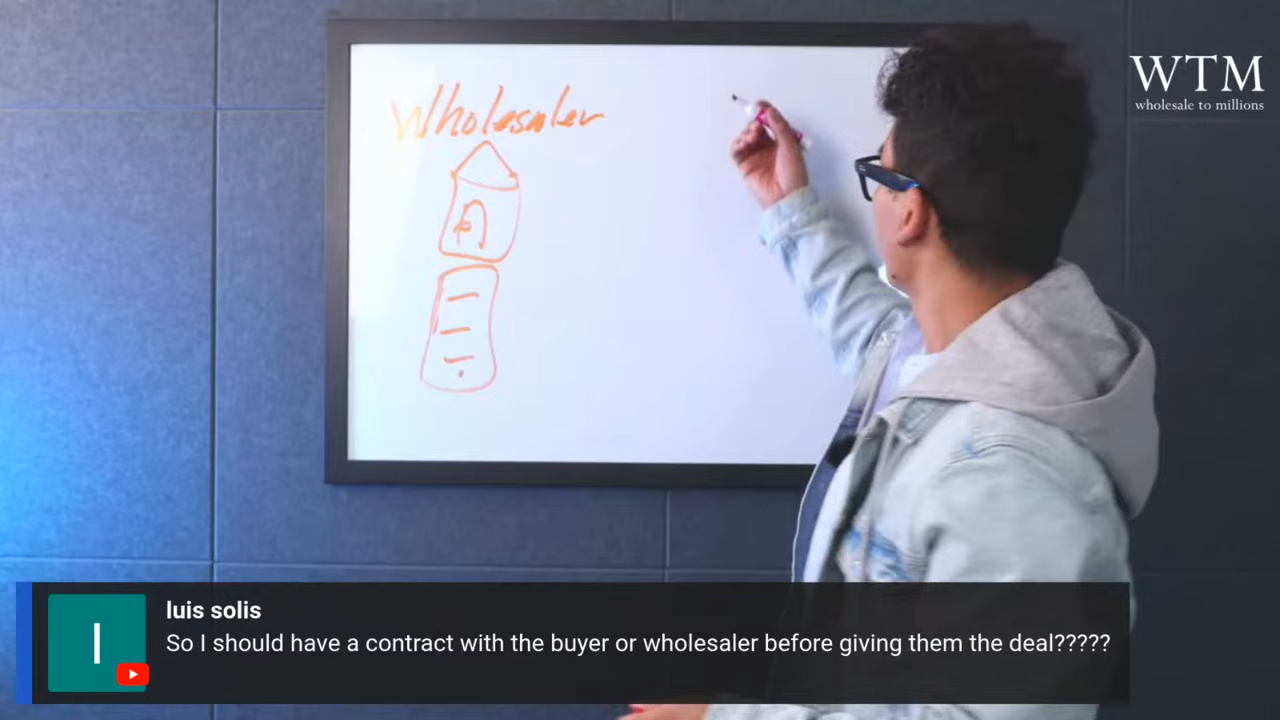 Wholesaler
WTM
wholesale to millions
l
luis solis
So I should have a contract with the buyer or wholesaler before giving them the deal?????